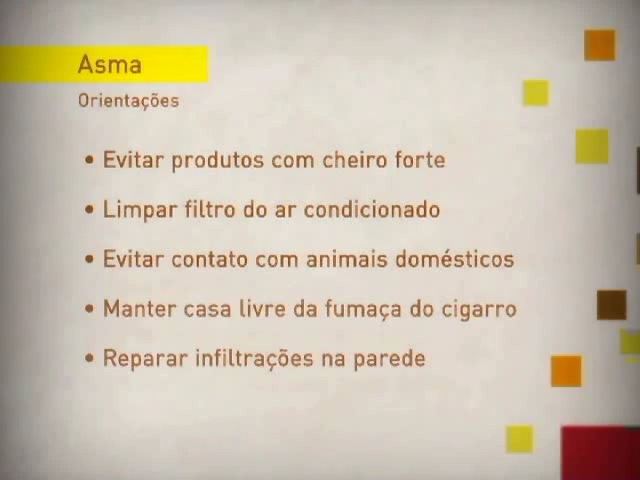 Asma
Orientações
• Evitar produtos com cheiro forte
• Limpar filtro do ar condicionado
• Evitar contato com animais domésticos
• Manter casa livre da fumaça do cigarro
• Reparar infiltrações na parede